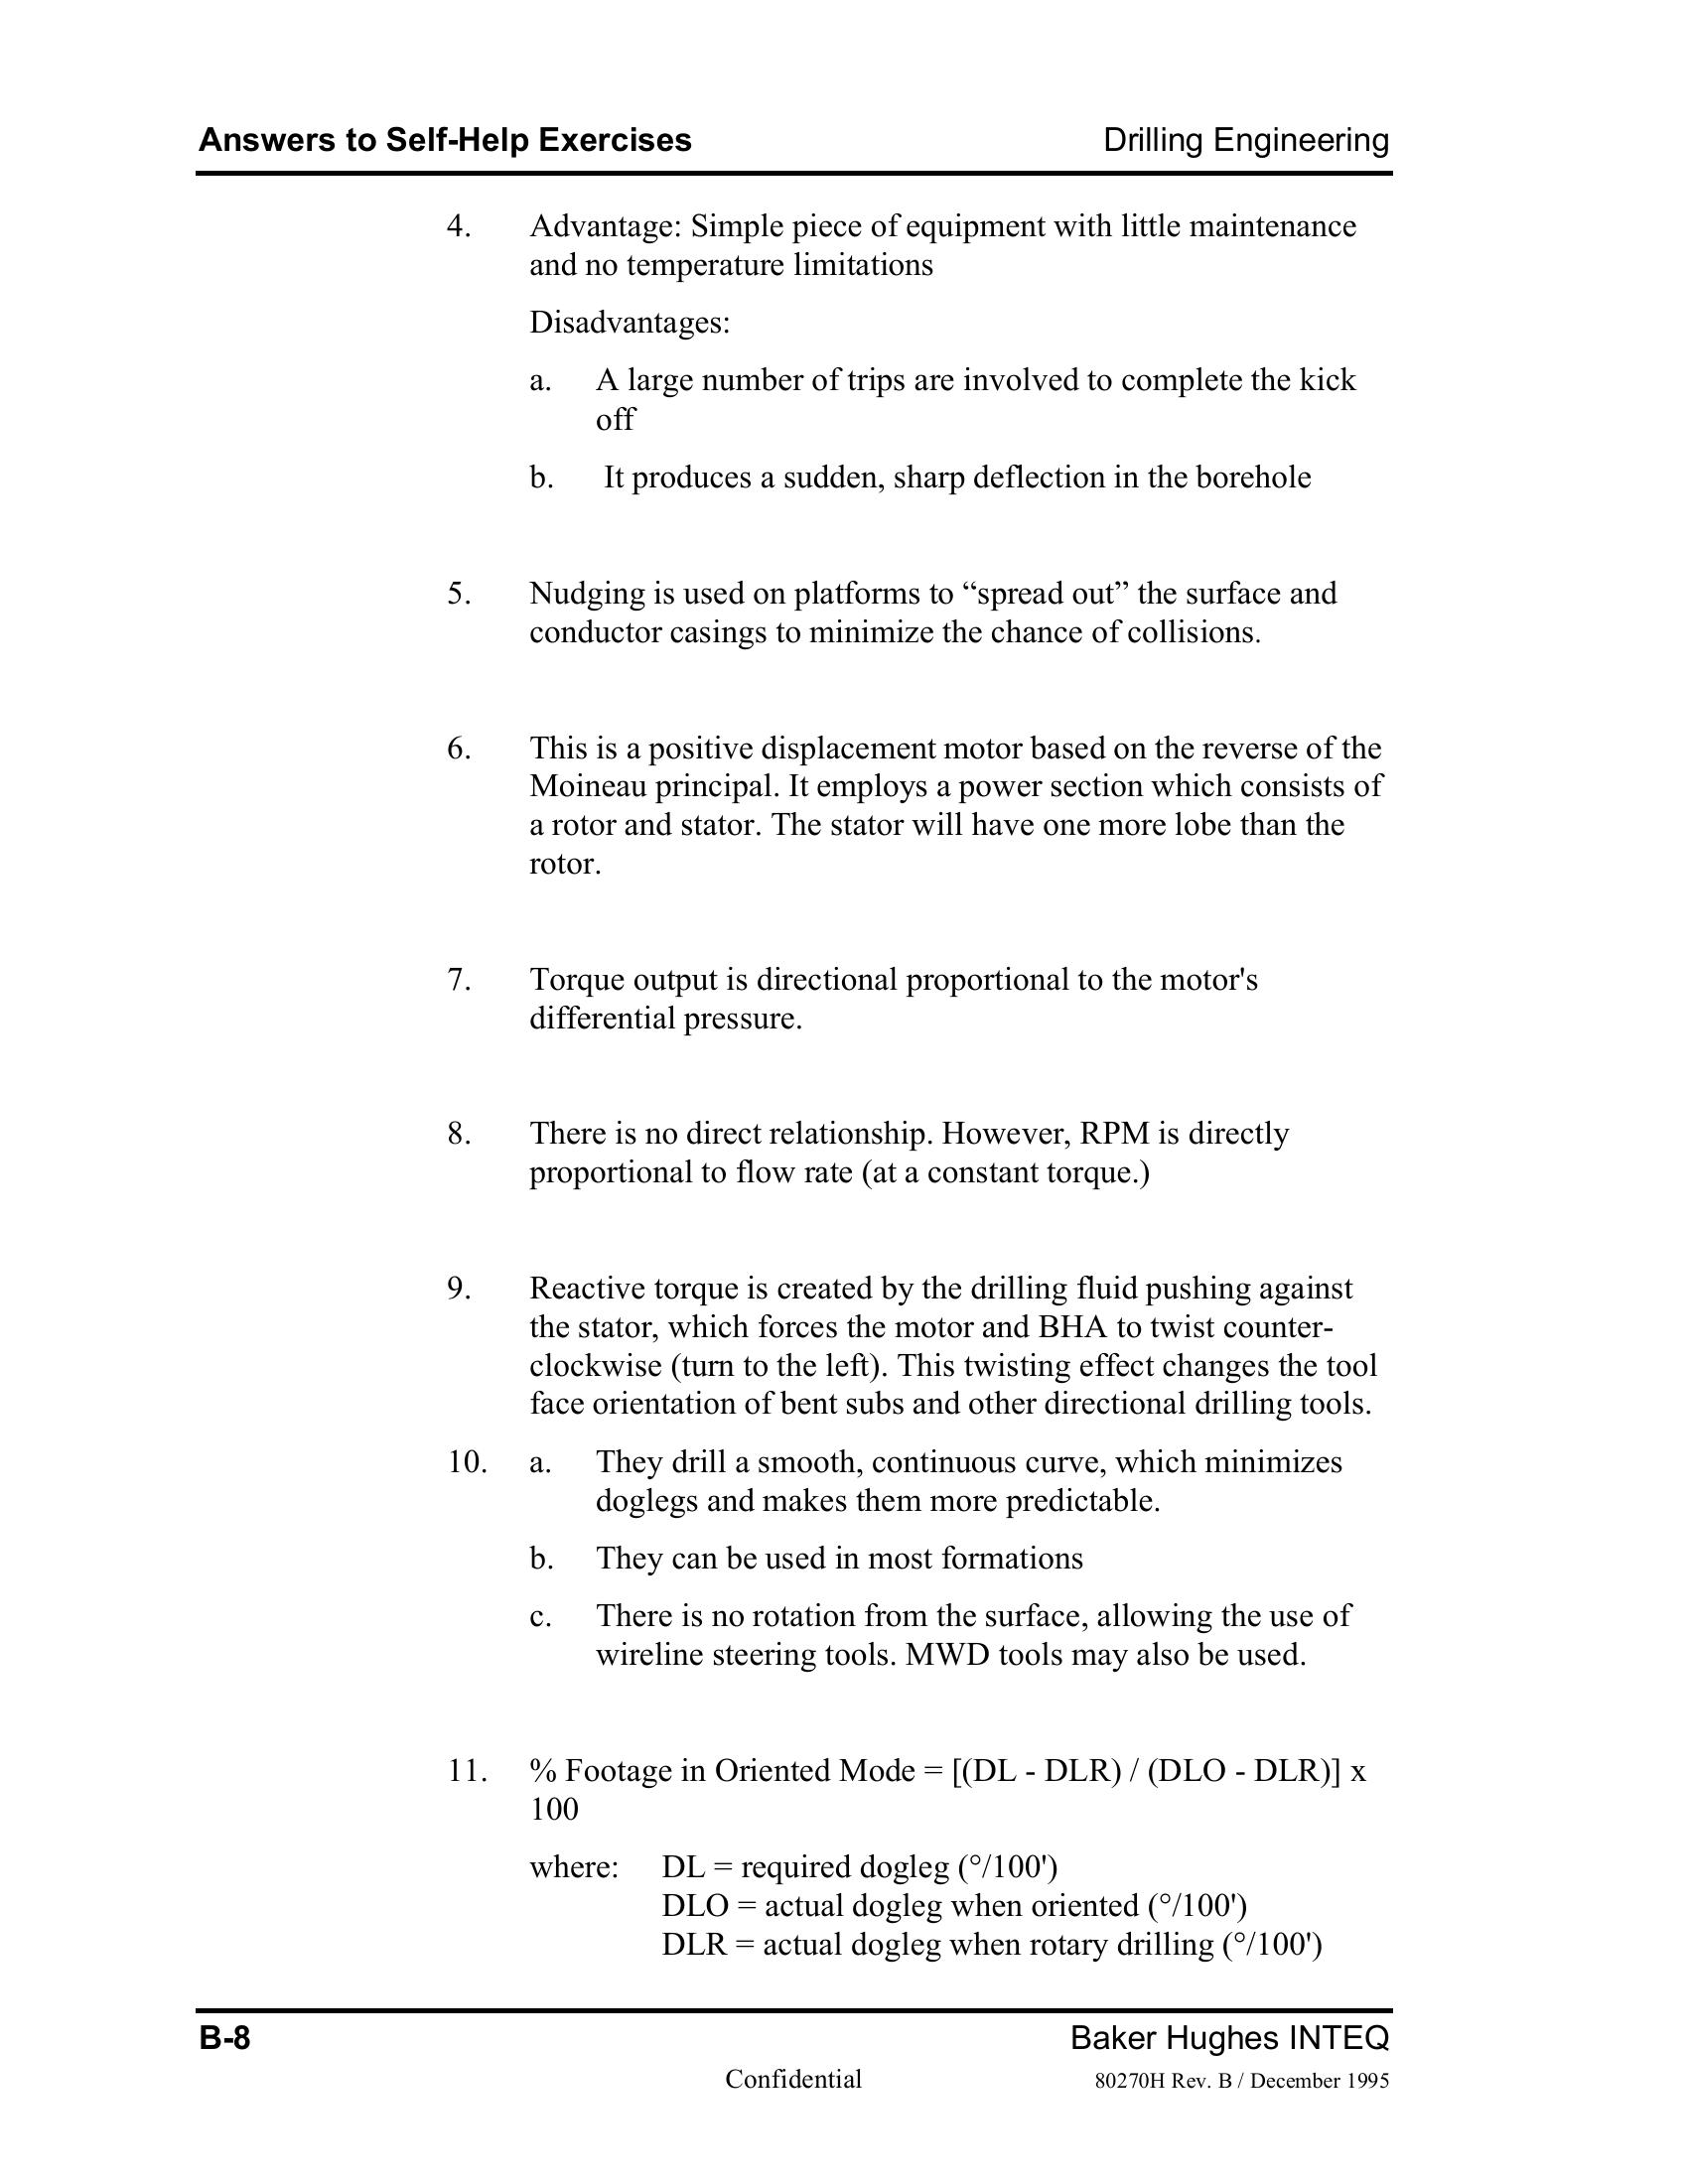 Answers to Self-Help Exercises Drilling Engineering
4. Advantage: Simple piece of equipment with little maintenance
and no temperature limitations
Disadvantages:
a. A large number of trips are involved to complete the kick
off
b. It produces a sudden, sharp deflection in the borehole
5. Nudging is used on platforms to “spread out” the surface and
conductor casings to minimize the chance of collisions.
6. This is a positive displacement motor based on the reverse of the
Moineau principal. It employs a power section which consists of
a rotor and stator. The stator will have one more lobe than the
rotor.
7. Torque output is directional proportional to the motor's
differential pressure.
8. There is no direct relationship. However, RPM is directly
proportional to flow rate (at a constant torque.)
9. Reactive torque is created by the drilling fluid pushing against
the stator, which forces the motor and BHA to twist counter-
clockwise (turn to the left). This twisting effect changes the tool
face orientation of bent subs and other directional drilling tools.
10. a. They drill a smooth, continuous curve, which minimizes
doglegs and makes them more predictable.
b. They can be used in most formations
c. There is no rotation from the surface, allowing the use of
wireline steering tools. MWD tools may also be used.
11. % Footage in Oriented Mode = [(DL - DLR) / (DLO - DLR)] x
100
where: DL = required dogleg (°/100')
DLO = actual dogleg when oriented (°/100')
DLR = actual dogleg when rotary drilling (°/100')
B-8 Baker Hughes INTEQ
Confidential 80270H Rev. B / December 1995